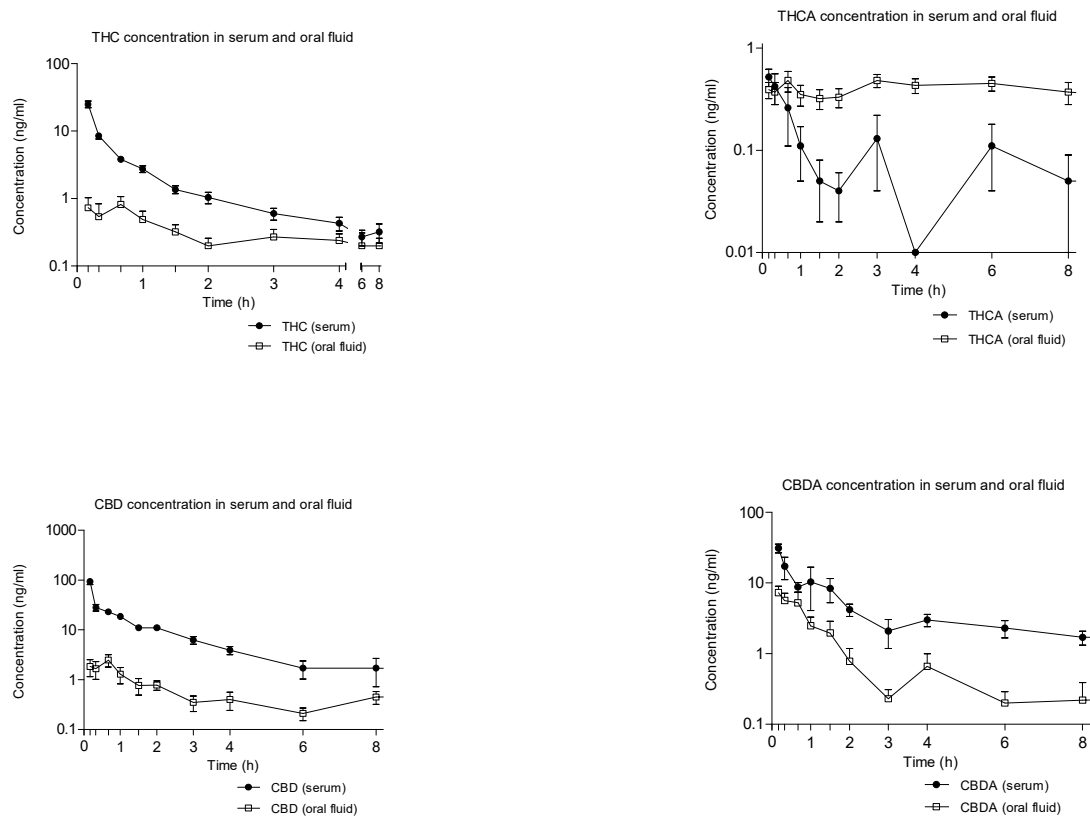 THC concentration in serum and oral fluid
100
10
1
0.1
Concentration (ng/ml)
0 1 2 3 4 6 8
Time (h)
THC (serum)
THC (oral fluid)
THCA concentration in serum and oral fluid
1
0.1
0.01
Concentration (ng/ml)
0 1 2 3 4 6 8
Time (h)
THCA (serum)
THCA (oral fluid)
CBD concentration in serum and oral fluid
1000
100
10
1
0.1
Concentration (ng/ml)
0 1 2 3 4 6 8
Time (h)
CBD (serum)
CBD (oral fluid)
CBDA concentration in serum and oral fluid
100
10
1
0.1
Concentration (ng/ml)
0 1 2 3 4 6 8
Time (h)
CBDA (serum)
CBDA (oral fluid)